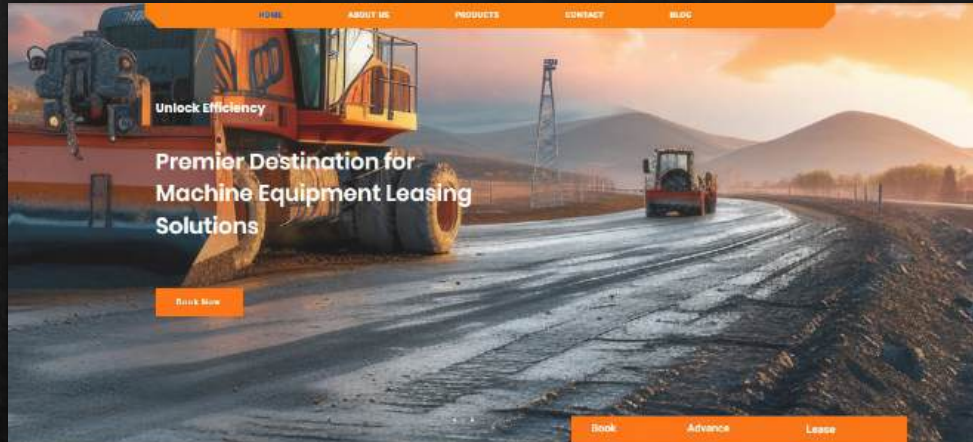 HOME ABOUT US PRODUCTS CONTACT BLOG
Unlock Efficiency
Premier Destination for
Machine Equipment Leasing
Solutions
Book Now
Book Advance Lease